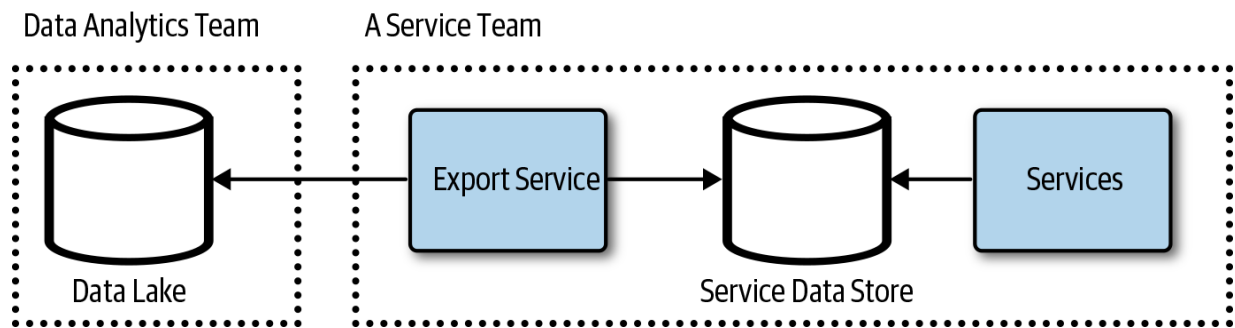 Data Analytics Team
A Service Team
Export Service
Services
Data Lake
Service Data Store